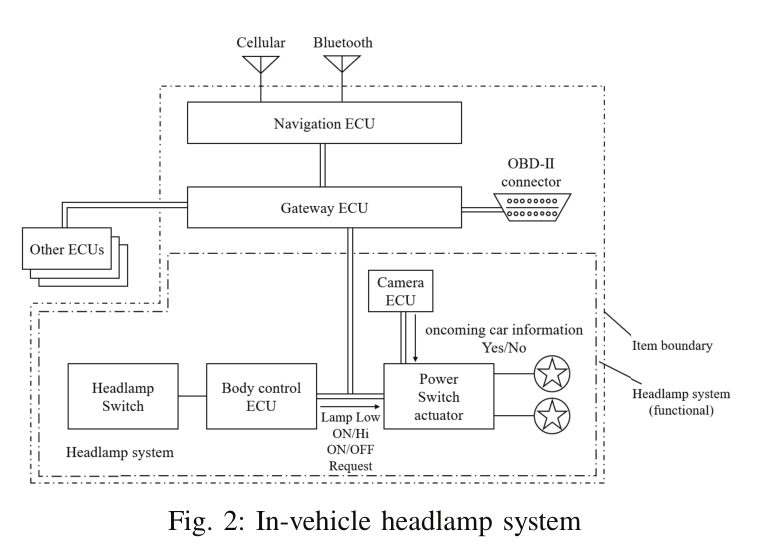 Cellular
Bluetooth
Navigation ECU
OBD-II
connector
Gateway ECU
Other ECUs
Camera
ECU
oncoming car information
Yes/No
Item boundary
Headlamp
Switch
Body control
ECU
Power
Switch
actuator
Headlamp system
(functional)
Lamp Low
ON/Hi
ON/OFF
Request
Headlamp system
Fig. 2: In-vehicle headlamp system